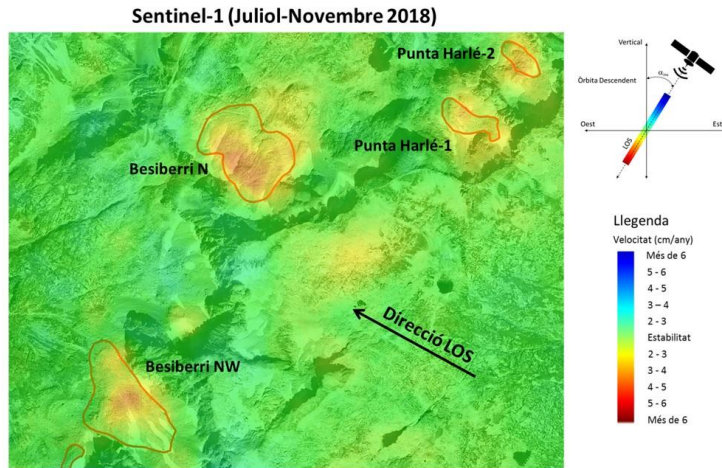 Sentinel-1 (Juliol-Novembre 2018)
Punta Harlé-2
Punta Harlé-1
Besiberri N
Direcció LOS
Besiberri NW
Vertical
Òrbita Descendent
Oest
Est
LOS
Llegenda
Velocitat (cm/any)
Més de 6
5 - 6
4 - 5
3 – 4
2 - 3
Estabilitat
2 - 3
3 - 4
4 - 5
5 - 6
Més de 6